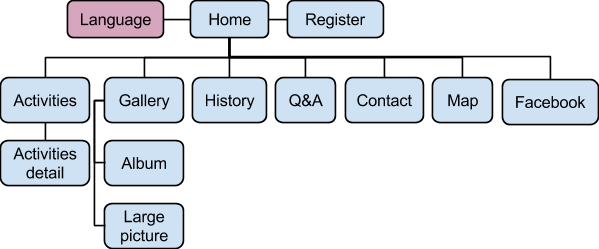 Language
Home
Register
Activities
Gallery
History
Q&A
Contact
Map
Facebook
Activities
detail
Album
Large
picture